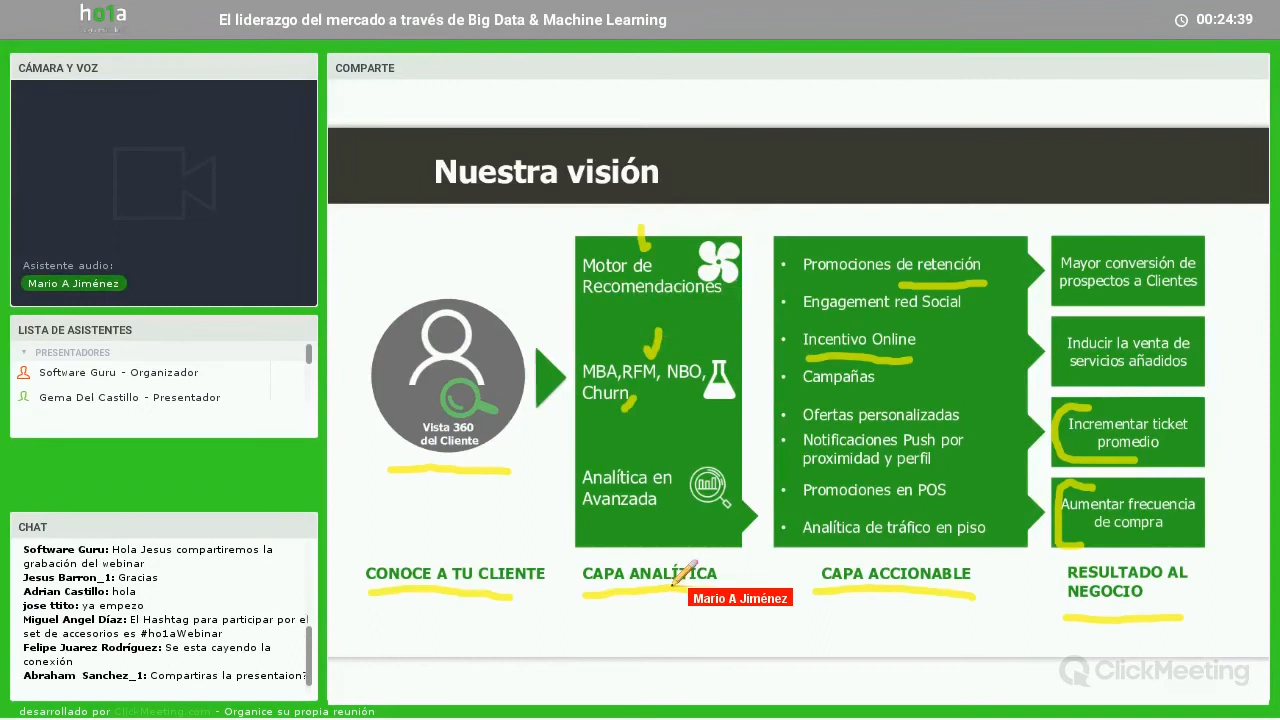 ho1a
El liderazgo del mercado a través de Big Data & Machine Learning
00:24:39
CÁMARA Y VOZ
Asistente audio:
Mario A Jiménez
LISTA DE ASISTENTES
PRESENTADORES
Software Guru - Organizador
Gema Del Castillo - Presentador
CHAT
Software Guru: Hola Jesus compartiremos la
grabación del webinar
Jesus Barron_1: Gracias
Adrian Castillo: hola
jose ttito: ya empezo
Miguel Angel Díaz: El Hashtag para participar por el
set de accesorios es #ho1aWebinar
Felipe Juarez Rodríguez: Se esta cayendo la
conexión
Abraham Sanchez_1: Compartiras la presentaion?
desarrollado por ClickMeeting.com - Organice su propia reunión
COMPARTE
Nuestra visión
Vista 360
del Cliente
CONOCE A TU CLIENTE
Motor de
Recomendaciones
MBA,RFM, NBO,
Churn
Analítica en
Avanzada
CAPA ANALÍTICA
Mario A Jiménez
• Promociones de retención
• Engagement red Social
• Incentivo Online
• Campañas
• Ofertas personalizadas
• Notificaciones Push por
proximidad y perfil
• Promociones en POS
• Analítica de tráfico en piso
CAPA ACCIONABLE
Mayor conversión de
prospectos a Clientes
Inducir la venta de
servicios añadidos
Incrementar ticket
promedio
Aumentar frecuencia
de compra
RESULTADO AL
NEGOCIO
ClickMeeting